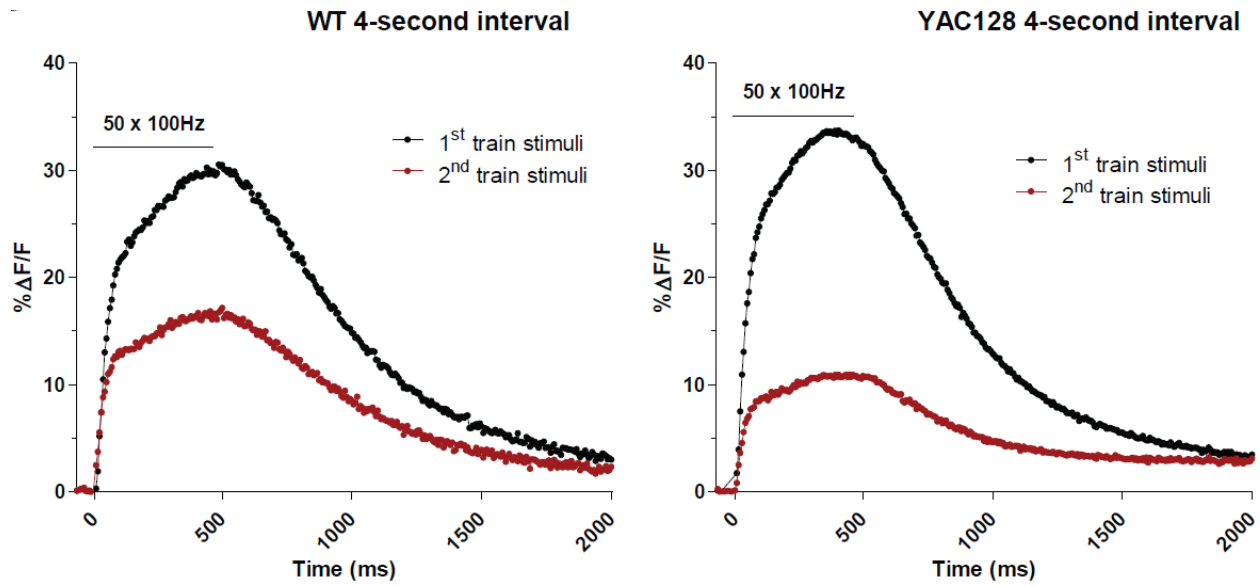 WT 4-second interval
40
30
20
10
0
%ΔF/F
50 x 100Hz
1st train stimuli
2nd train stimuli
0
500
1000
1500
2000
Time (ms)
YAC128 4-second interval
40
30
20
10
0
%ΔF/F
50 x 100Hz
1st train stimuli
2nd train stimuli
0
500
1000
1500
2000
Time (ms)